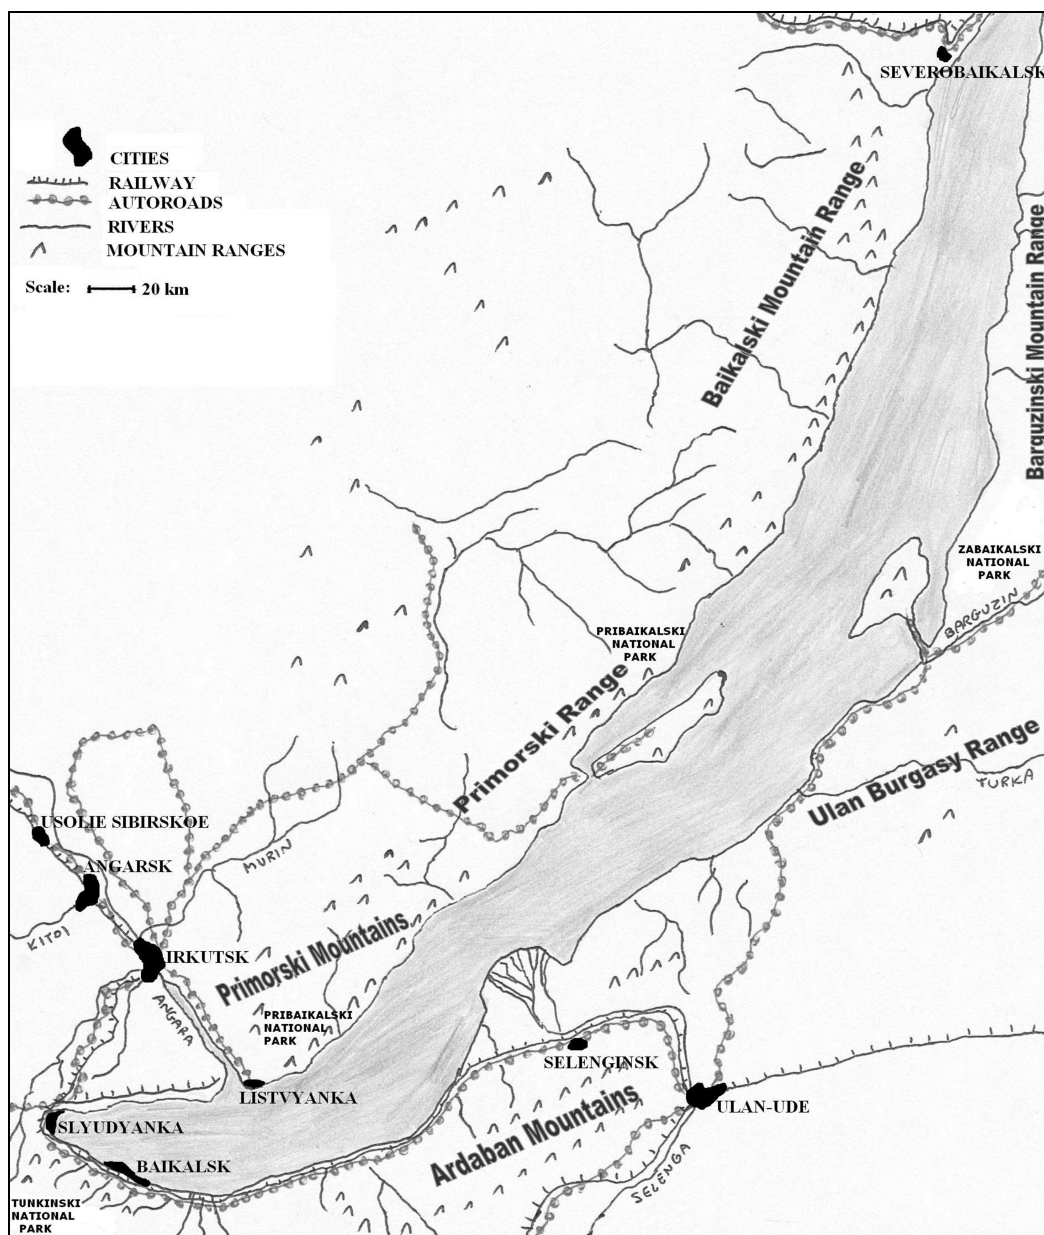 SEVEROBAIKALSK
CITIES
RAILWAY
AUTOROADS
RIVERS
MOUNTAIN RANGES
Scale: 20 km
Baikalski Mountain Range
Barguzinski Mountain Range
ZABAIKALSKI
NATIONAL
PARK
BARGUZIN
PRIBAIKALSKI
NATIONAL
PARK
Primorski Range
Ulan Burgasy Range
TURKA
USOLIE SIBIRSKOE
ANGARSK
MURIN
KITOI
IRKUTSK
Primorski Mountains
ANGARA
PRIBAIKALSKI
NATIONAL
PARK
SELENGINSK
LISTVYANKA
ULAN-UDE
SLYUDYANKA
Ardaban Mountains
BAIKALSK
SELENGA
TUNKINSKI
NATIONAL
PARK